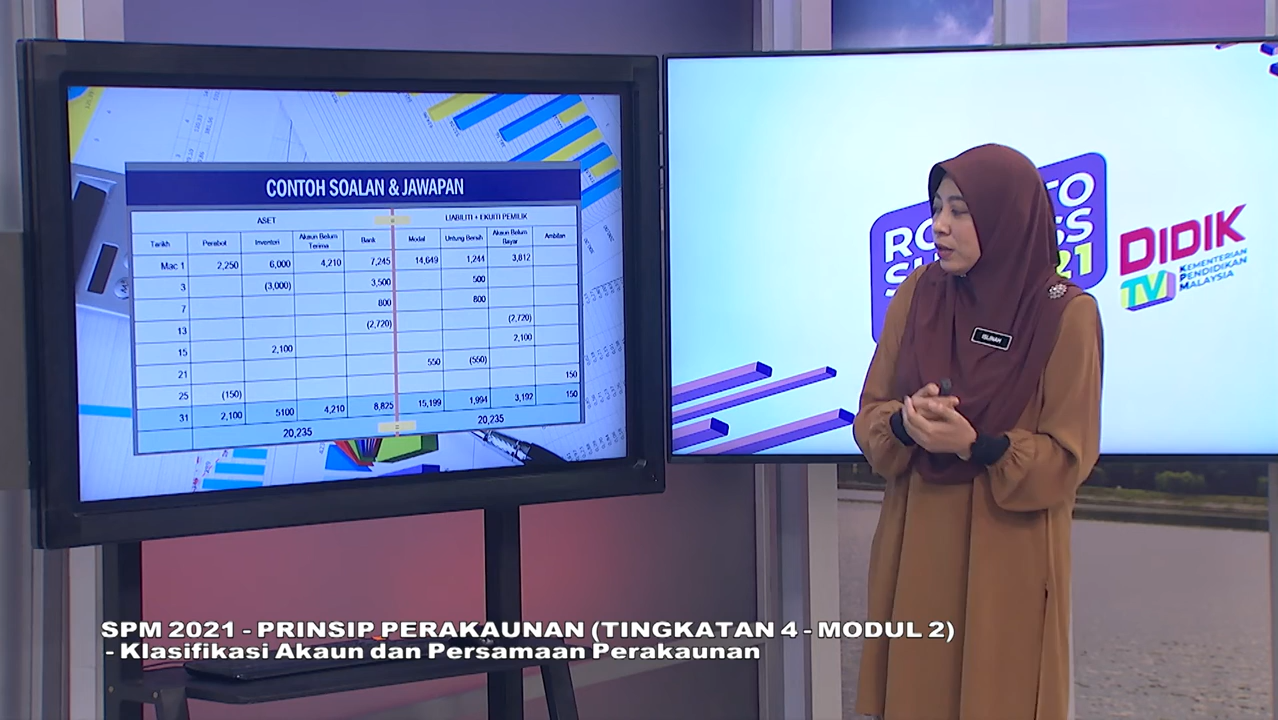 CONTOH SOALAN & JAWAPAN
ASET LIABILITI + EKUITI PEMILIK
Tarikh Perabot Inventori Akaun Belum Terima Bank Modal Untung Bersih Akaun Belum Bayar Ambilan
Mac 1 2,250 6,000 4,210 7,245 14,649 1,244 3,812
3 (3,000) 3,500 500
7 800 800
13 (2,720) (2,720)
15 2,100 2,100
21 550 (550)
25 (150) 150
31 2,100 5100 4,210 8,825 15,199 1,994 3,192 150
20,235 = 20,235
DIDIK
TV KEMENTERIAN
PENDIDIKAN
MALAYSIA
SPM 2021 - PRINSIP PERAKAUNAN (TINGKATAN 4 - MODUL 2)
- Klasifikasi Akaun dan Persamaan Perakaunan